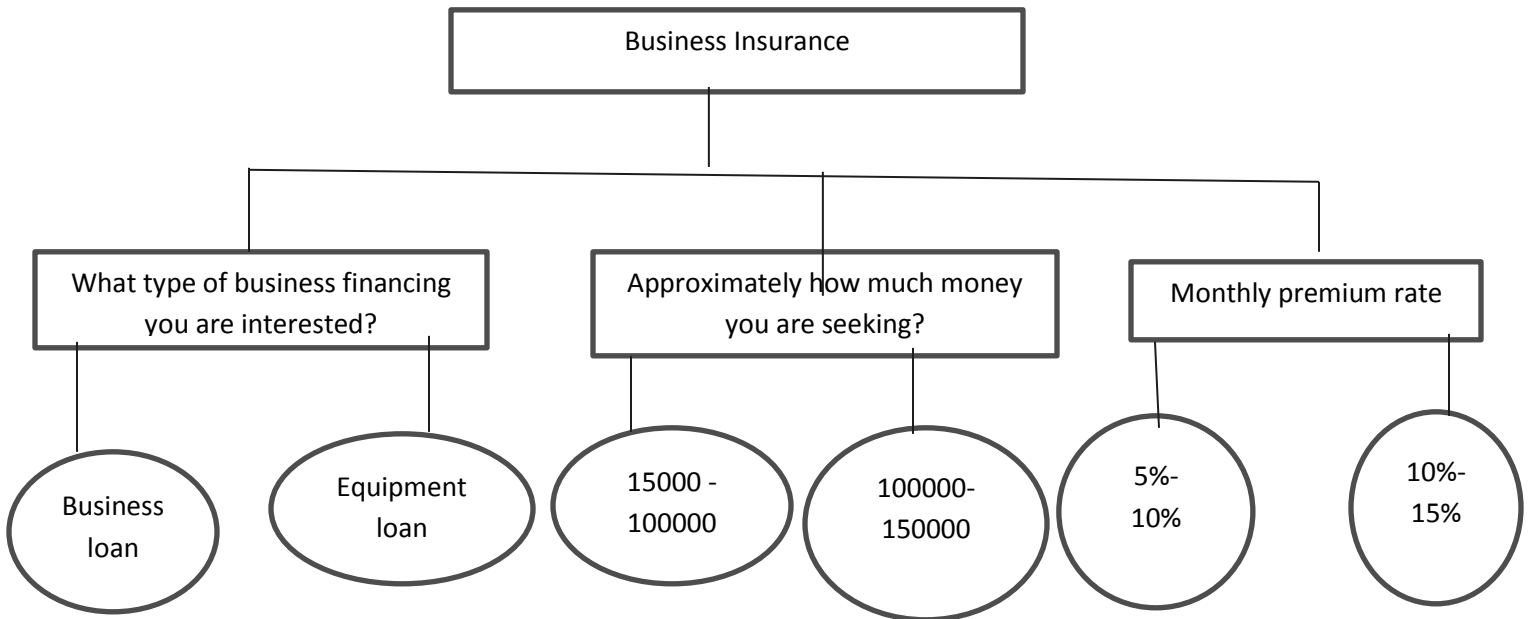 Business Insurance
What type of business financing
you are interested?
Approximately how much money
you are seeking?
Monthly premium rate
Business
loan
Equipment
loan
15000 -
100000
100000-
150000
5%-
10%
10%-
15%